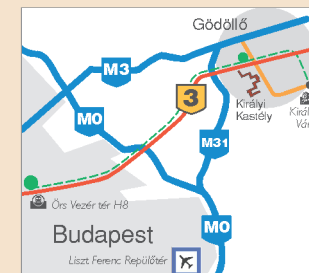 Gödöllő
M3
3
M0
Királyi
Kastély
M31
Örs Vezér tér H8
M0
Budapest
Liszt Ferenc Repülőtér